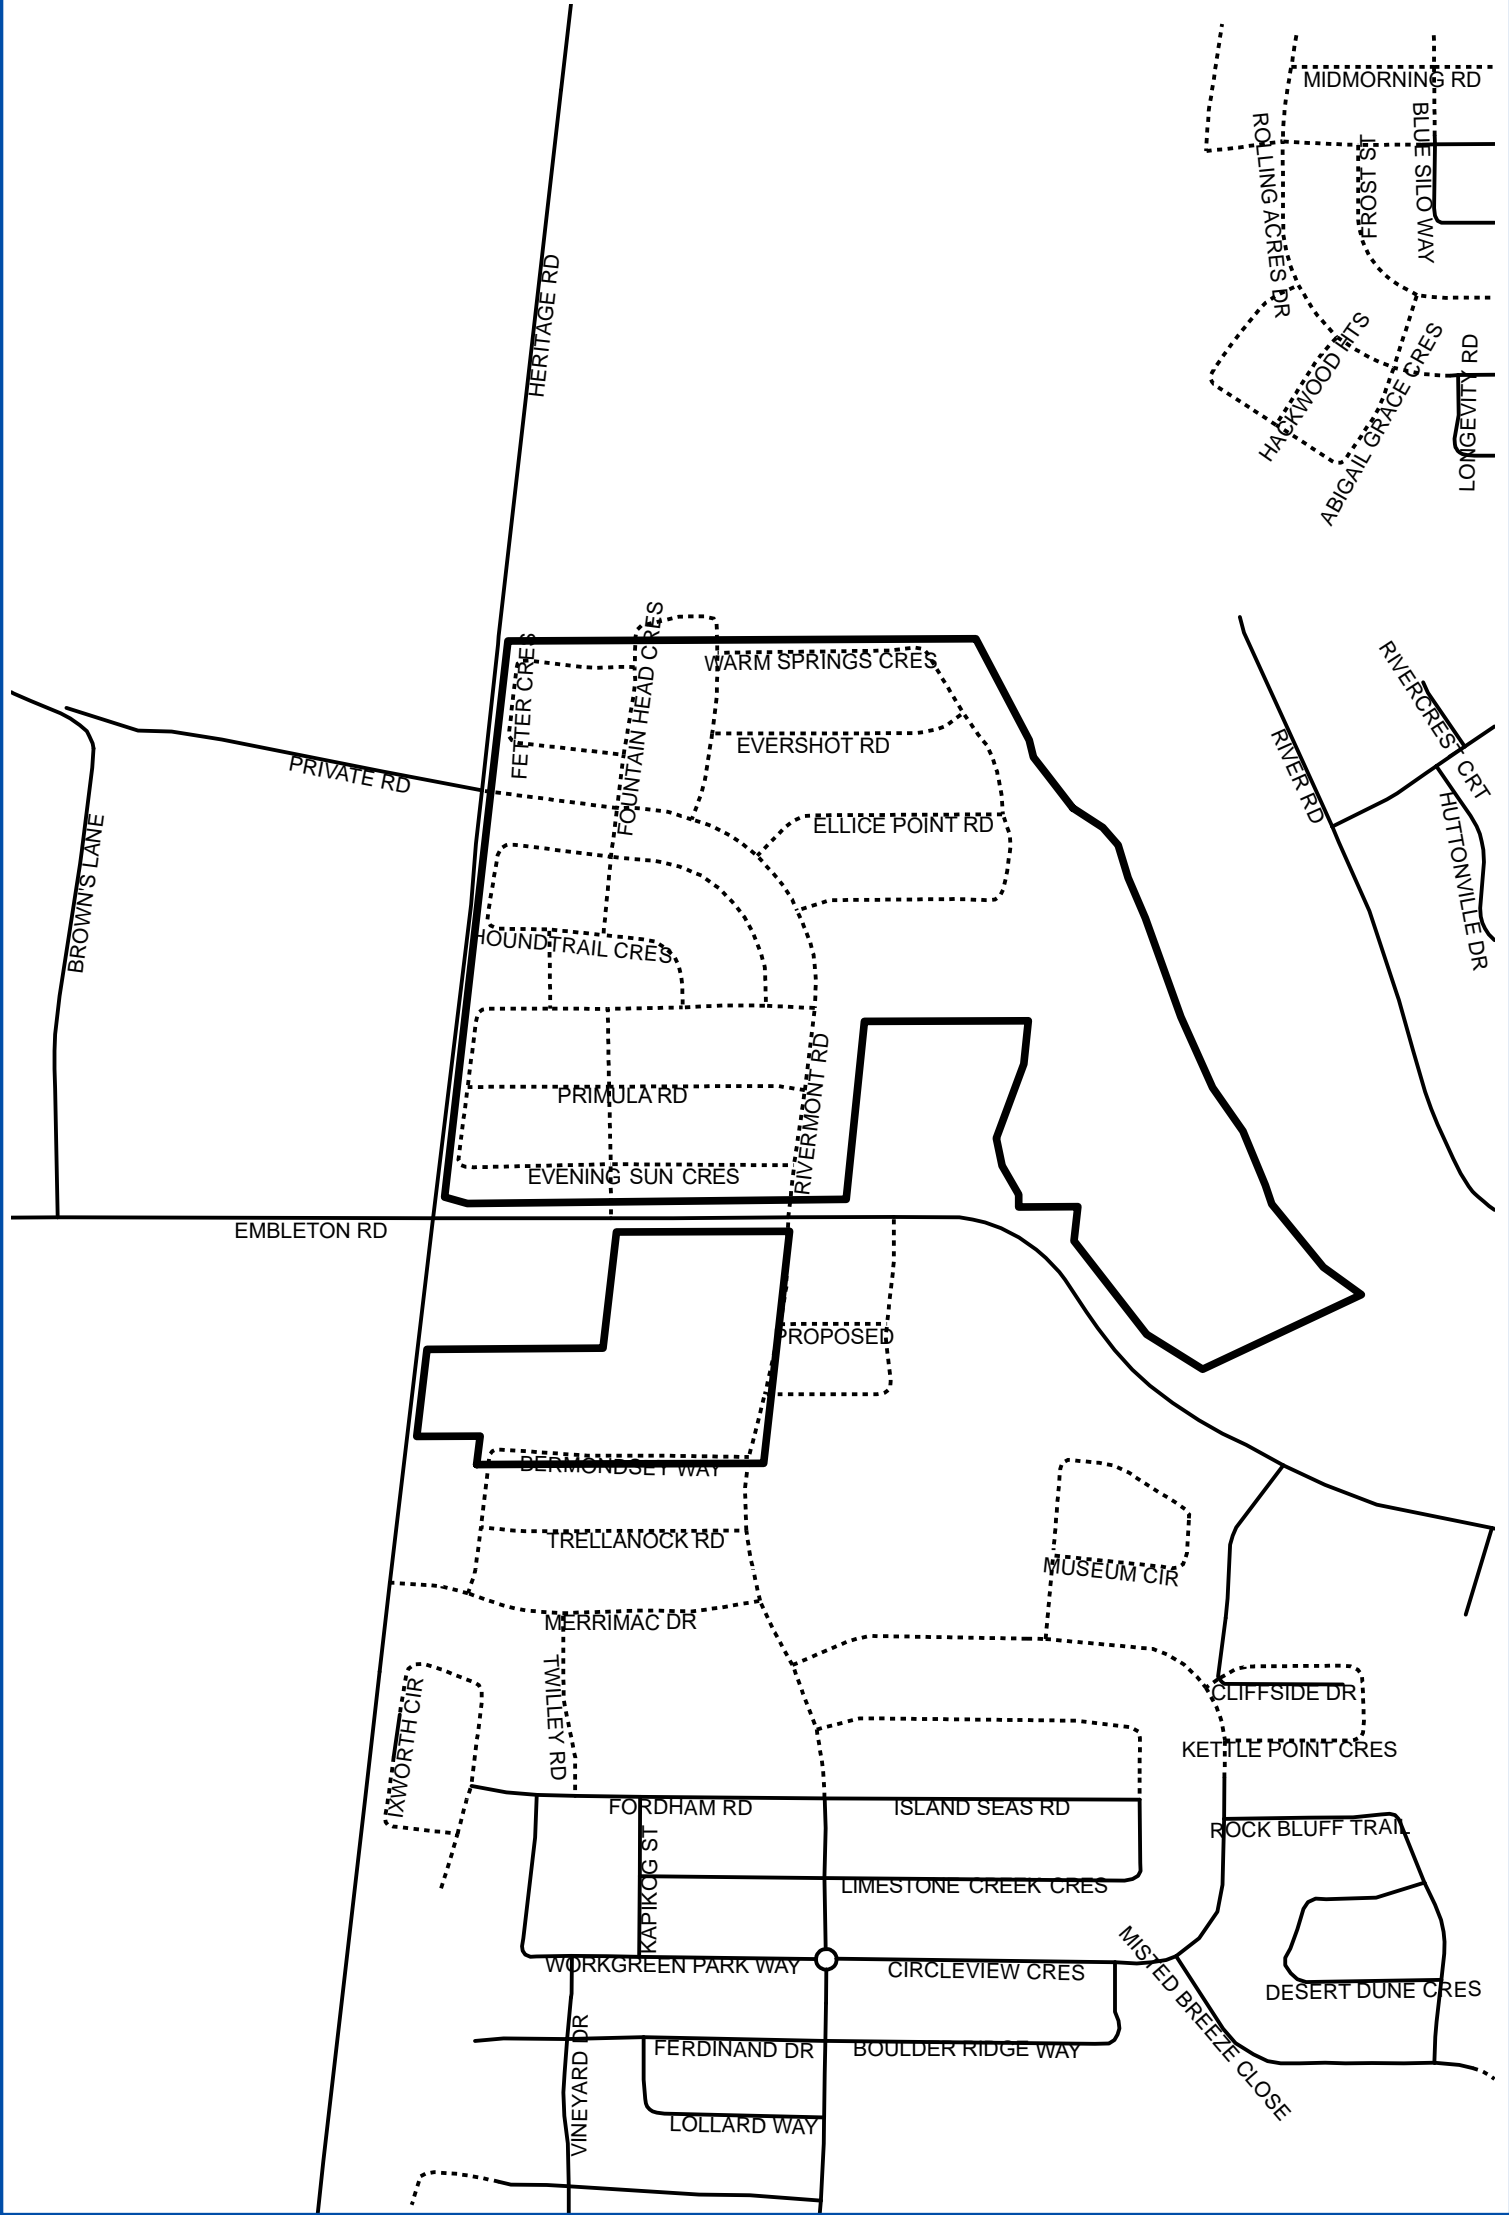 MIDMORNING RD
ROLLING ACRES DR
FROST ST
BLUE SILO WAY
HERITAGE RD
HACKWOOD HTS
ABIGAIL GRACE CRES
LONGEVITY RD
FETTER CRES
FOUNTAIN HEAD CRES
WARM SPRINGS CRES
RIVERCREST CRT
EVERSHOT RD
PRIVATE RD
RIVER RD
ELLICE POINT RD
HUTTONVILLE DR
BROWN'S LANE
HOUNDTRAIL CRES
PRIMULA RD
RIVERMONT RD
EVENING SUN CRES
EMBLETON RD
PROPOSED
BERMONDSEY WAY
TRELLANOCK RD
MUSEUM CIR
MERRIMAC DR
TWILLEY RD
IXWORTH CIR
CLIFFSIDE DR
KETTLE POINT CRES
FORDHAM RD
ISLAND SEAS RD
ROCK BLUFF TRAIL
KAPIKOG ST
LIMESTONE CREEK CRES
WORKGREEN PARK WAY
CIRCLEVIEW CRES
MISTED BREEZE CLOSE
DESERT DUNE CRES
VINEYARD DR
FERDINAND DR
BOULDER RIDGE WAY
LOLLARD WAY